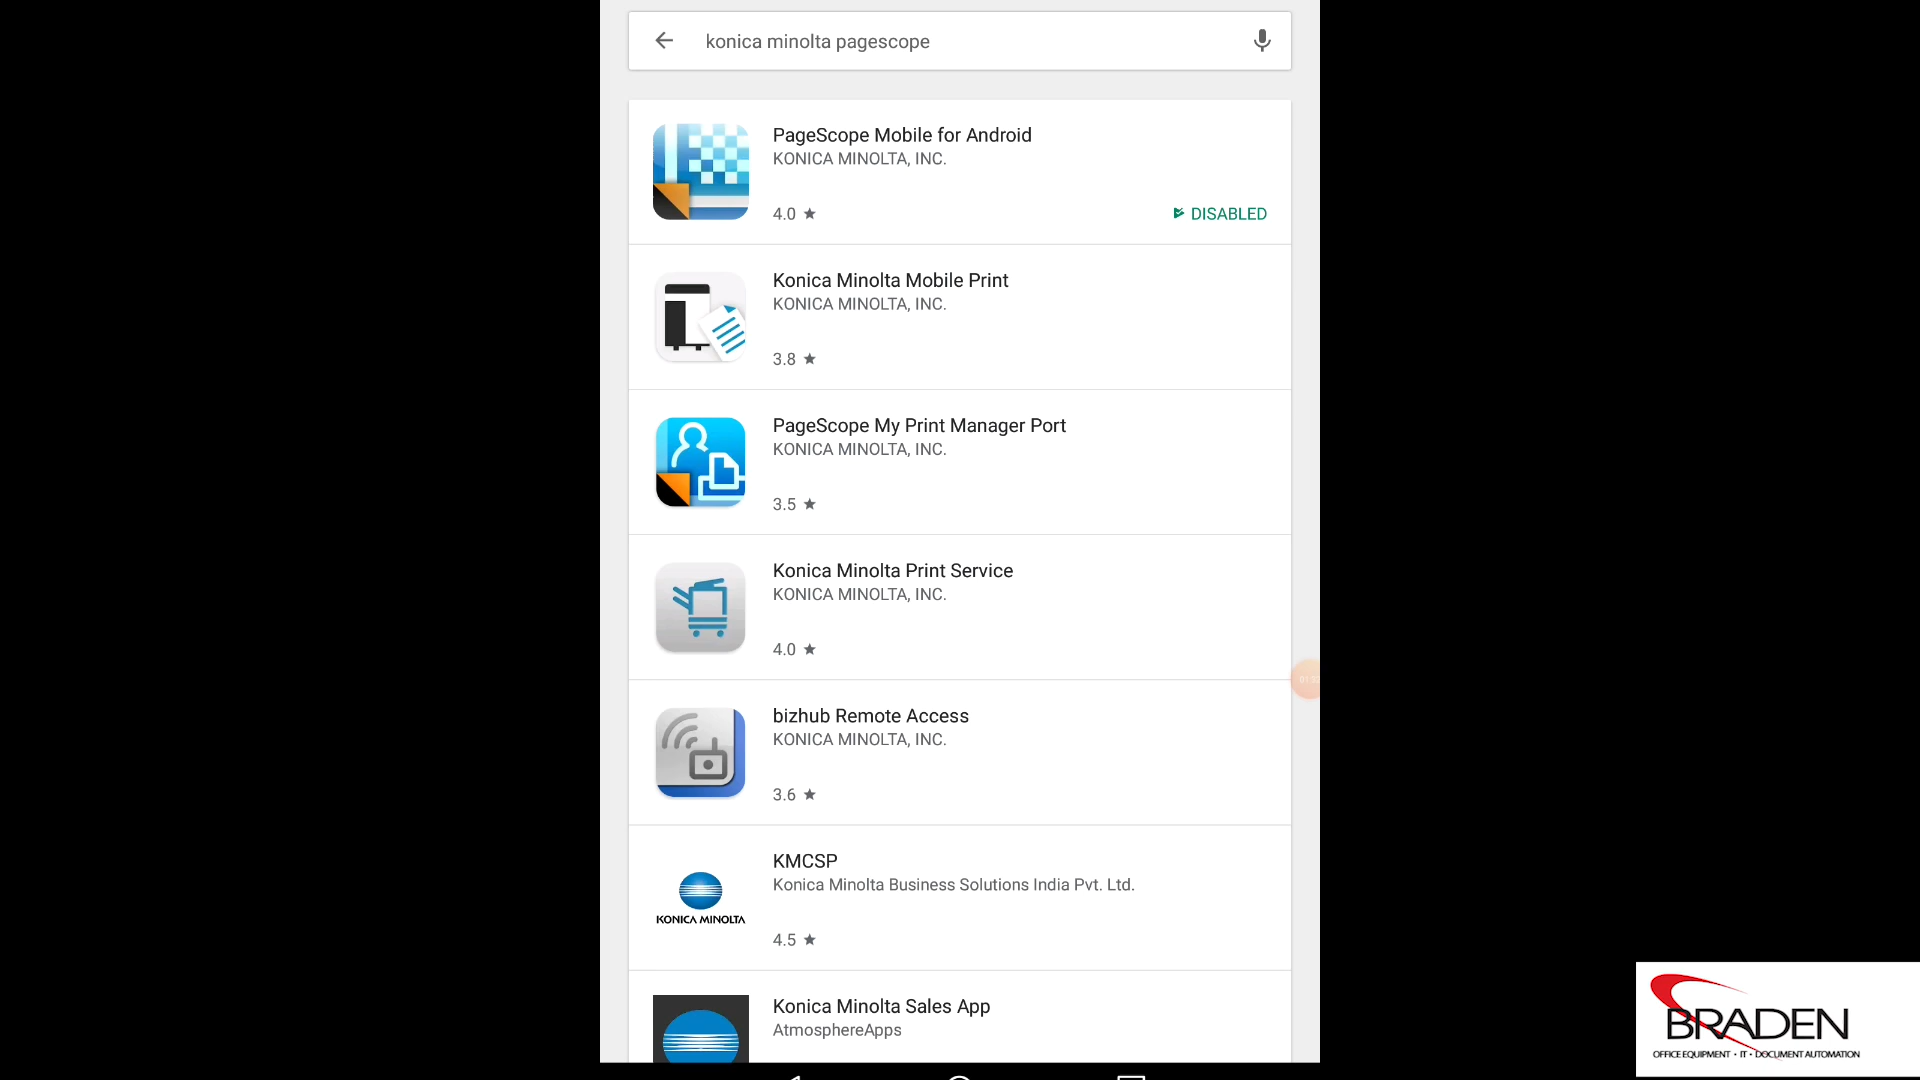 konica minolta pagescope
PageScope Mobile for Android
KONICA MINOLTA, INC.
4.0 ★
DISABLED
Konica Minolta Mobile Print
KONICA MINOLTA, INC.
3.8 ★
PageScope My Print Manager Port
KONICA MINOLTA, INC.
3.5 ★
Konica Minolta Print Service
KONICA MINOLTA, INC.
4.0 ★
bizhub Remote Access
KONICA MINOLTA, INC.
3.6 ★
KMCSP
Konica Minolta Business Solutions India Pvt. Ltd.
KONICA MINOLTA
4.5 ★
Konica Minolta Sales App
AtmosphereApps
BRADEN
OFFICE EQUIPMENT • IT • DOCUMENT AUTOMATION